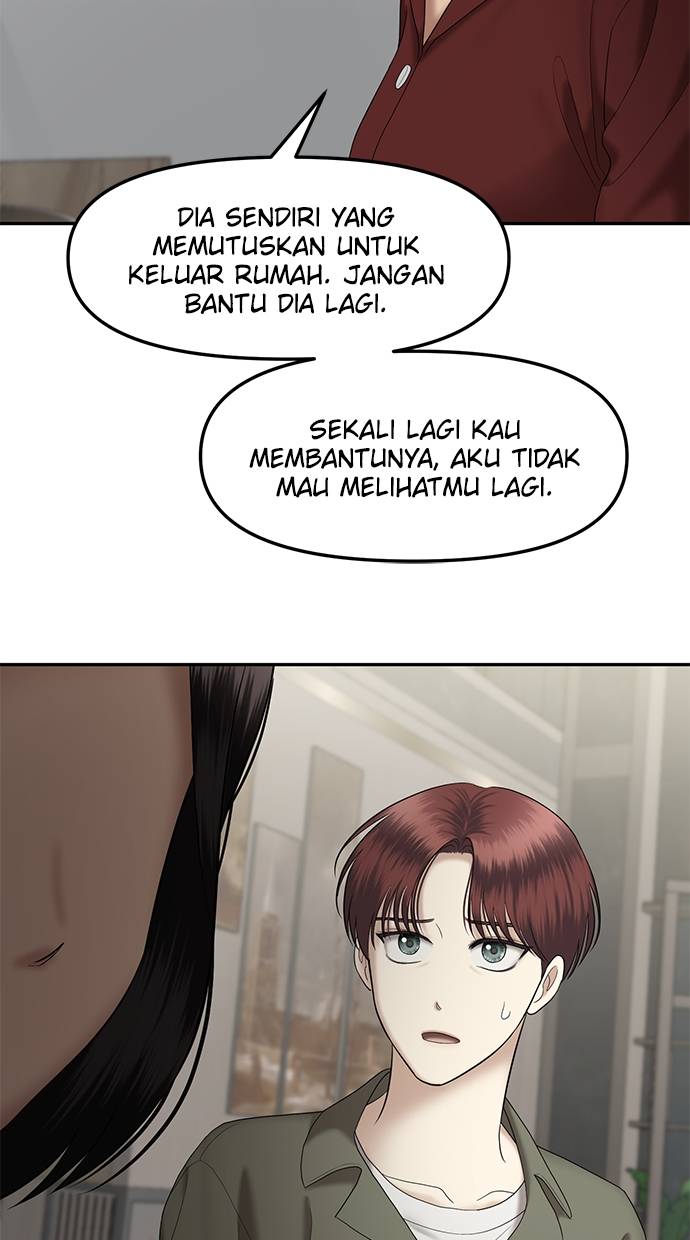 DIA SENDIRI YANG
MEMUTUSKAN UNTUK
KELUAR RUMAH. JANGAN
BANTU DIA LAGI.
SEKALI LAGI KAU
MEMBANTUNYA, AKU TIDAK
MAU MELIHATMU LAGI.